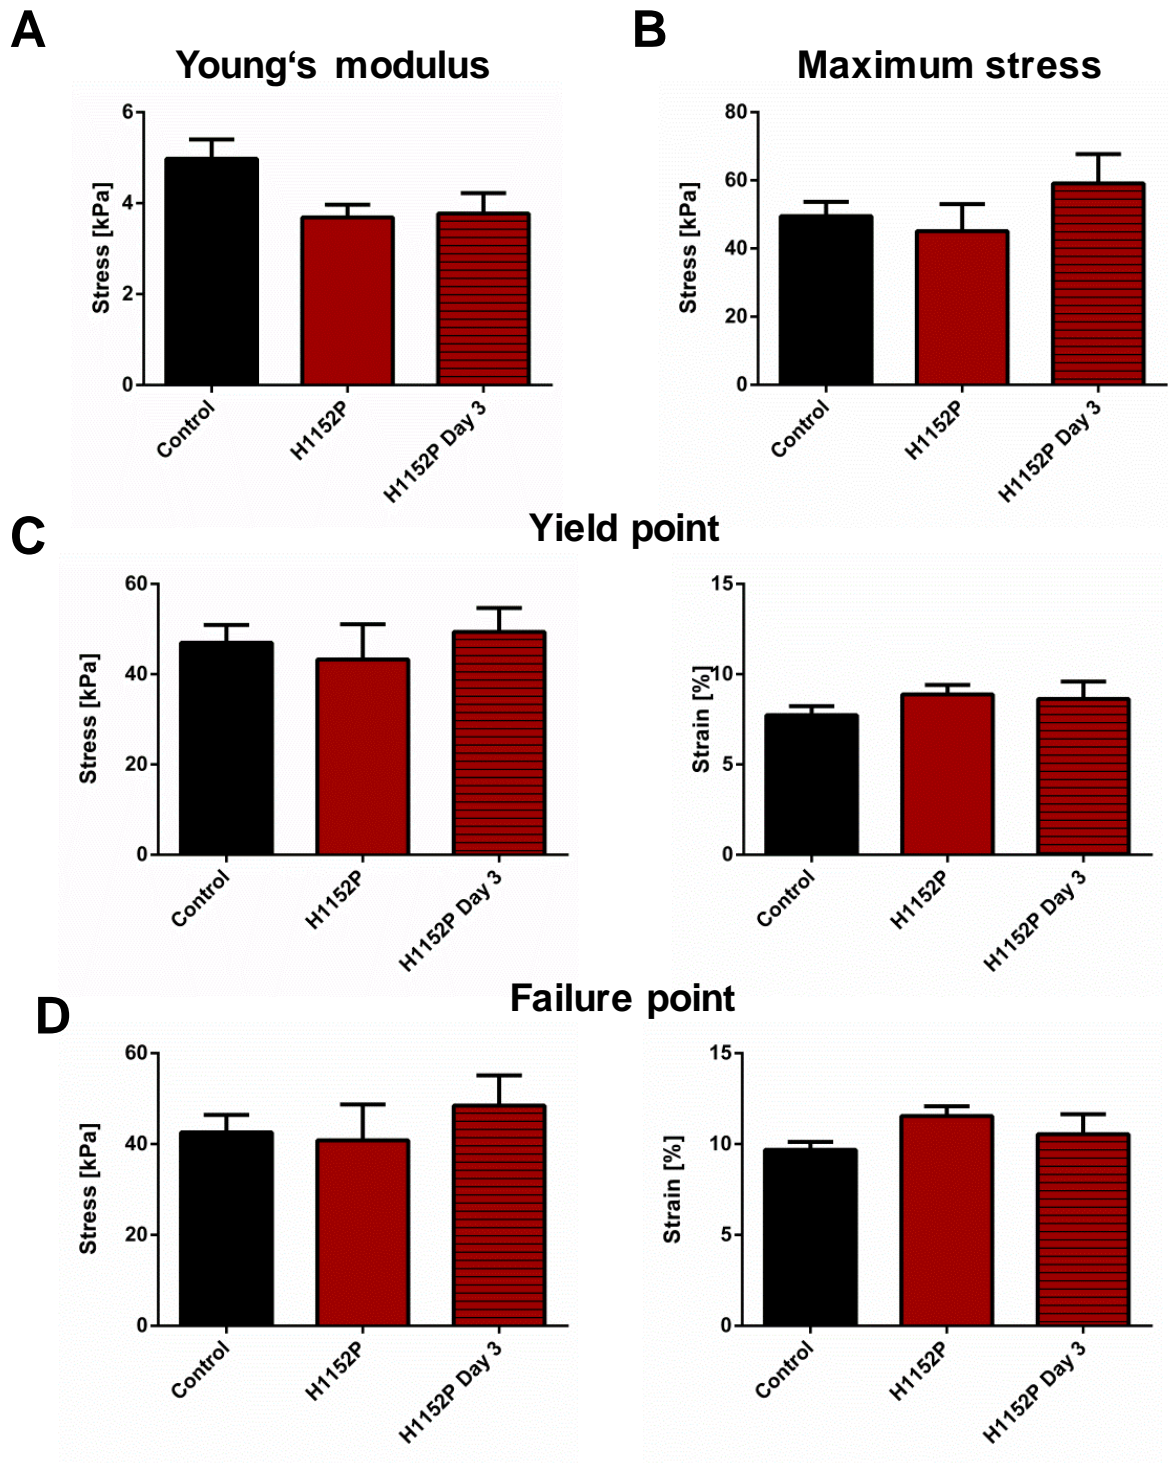 A
Young‘s modulus
Stress [kPa]
6
4
2
0
Control
H1152P
H1152P Day 3
B
Maximum stress
Stress [kPa]
80
60
40
20
0
Control
H1152P
H1152P Day 3
C
Yield point
Stress [kPa]
60
40
20
0
Control
H1152P
H1152P Day 3
Strain [%]
15
10
5
0
Control
H1152P
H1152P Day 3
D
Failure point
Stress [kPa]
60
40
20
0
Control
H1152P
H1152P Day 3
Strain [%]
15
10
5
0
Control
H1152P
H1152P Day 3